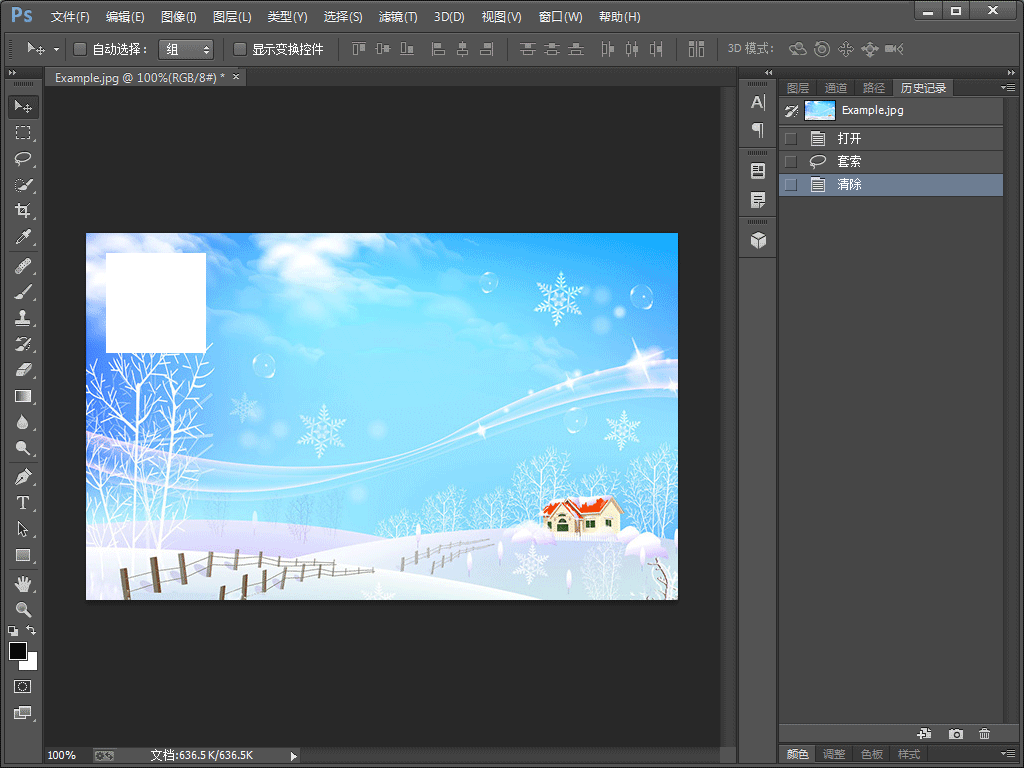 Ps 文件(F) 编辑(E) 图像(I) 图层(L) 类型(Y) 选择(S) 滤镜(T) 3D(D) 视图(V) 窗口(W) 帮助(H)
自动选择： 组 显示变换控件 3D 模式：
Example.jpg @ 100%(RGB/8#) * ×
图层 通道 路径 历史记录
Example.jpg
打开
套索
清除
100% 文档:636.5K/636.5K
颜色 调整 色板 样式